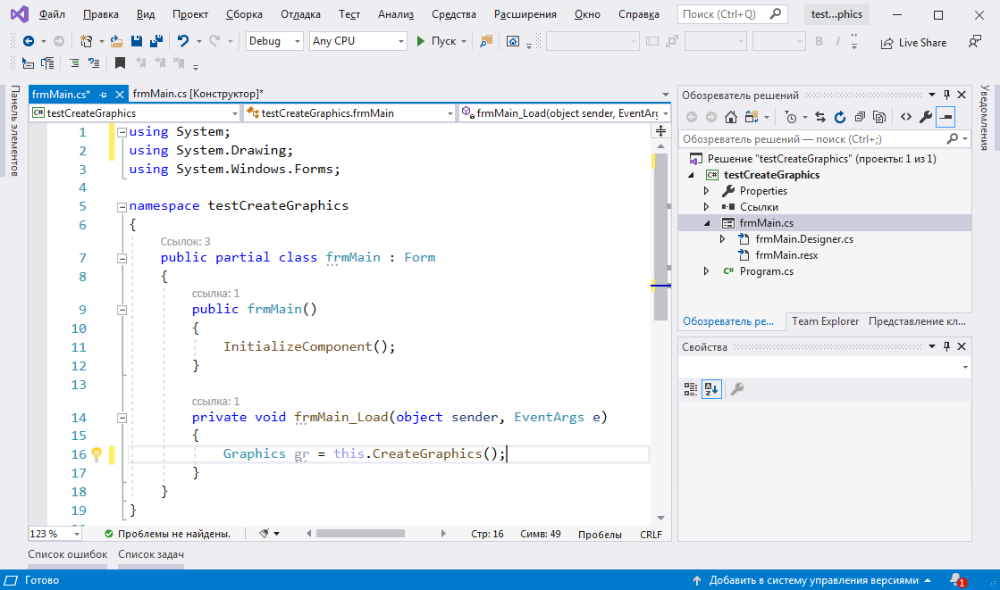 Файл Правка Вид Проект Сборка Отладка Тест Анализ Средства Расширения Окно Справка Поиск (Ctrl+Q) test...phics
Debug Any CPU Пуск Live Share
Панель элементов
frmMain.cs* frmMain.cs [Конструктор]*
testCreateGraphics testCreateGraphics.frmMain frmMain_Load(object sender, EventArg
1 using System;
2 using System.Drawing;
3 using System.Windows.Forms;
4
5 namespace testCreateGraphics
6 {
Ссылок: 3
7 public partial class frmMain : Form
8 {
ссылка: 1
9 public frmMain()
10 {
11 InitializeComponent();
12 }
13
ссылка: 1
14 private void frmMain_Load(object sender, EventArgs e)
15 {
16 Graphics gr = this.CreateGraphics();
17 }
18 }
19 }
123 % Проблемы не найдены. Стр: 16 Симв: 49 Пробелы CRLF
Список ошибок Список задач
Обозреватель решений
Обозреватель решений — поиск (Ctrl+;)
Решение "testCreateGraphics" (проекты: 1 из 1)
C# testCreateGraphics
Properties
Ссылки
frmMain.cs
frmMain.Designer.cs
frmMain.resx
C# Program.cs
Обозреватель ре... Team Explorer Представление кл...
Свойства
Уведомления
Готово Добавить в систему управления версиями 1